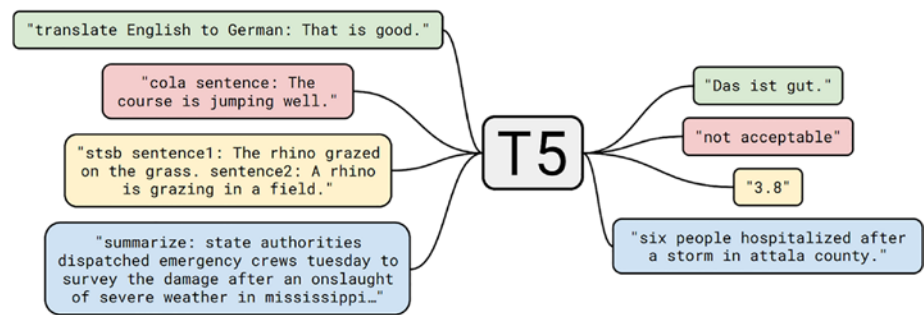 "translate English to German: That is good."
"cola sentence: The
course is jumping well."
"stsb sentence1: The rhino grazed
on the grass. sentence2: A rhino
is grazing in a field."
"summarize: state authorities
dispatched emergency crews tuesday to
survey the damage after an onslaught
of severe weather in mississippi…"
T5
"Das ist gut."
"not acceptable"
"3.8"
"six people hospitalized after
a storm in attala county."